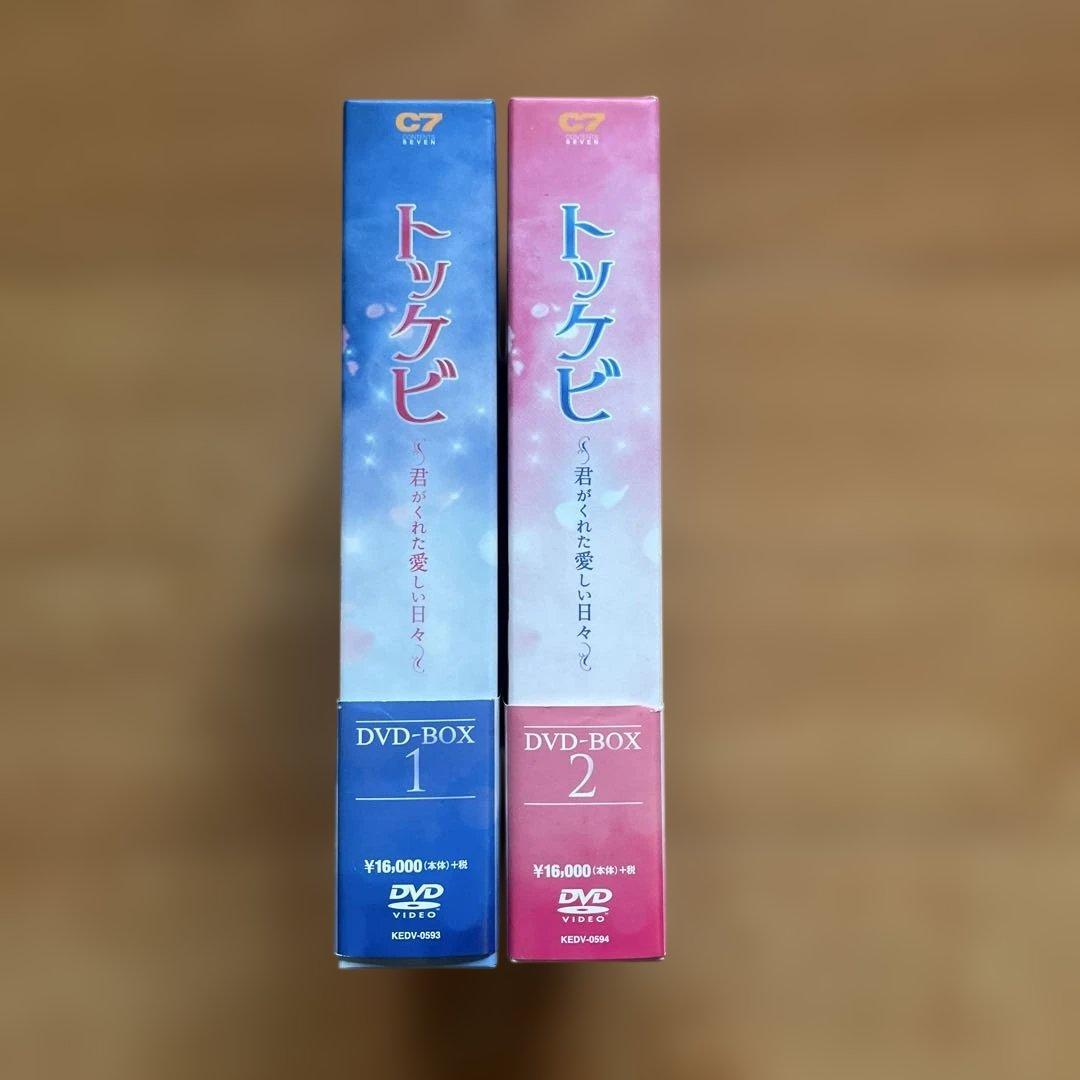 C7
CONTENTS
SEVEN
トッケビ
～君がくれた愛しい日々～
DVD-BOX
1
¥16,000(本体)+税
DVD
VIDEO™
KEDV-0593
C7
CONTENTS
SEVEN
トッケビ
～君がくれた愛しい日々～
DVD-BOX
2
¥16,000(本体)+税
DVD
VIDEO™
KEDV-0594